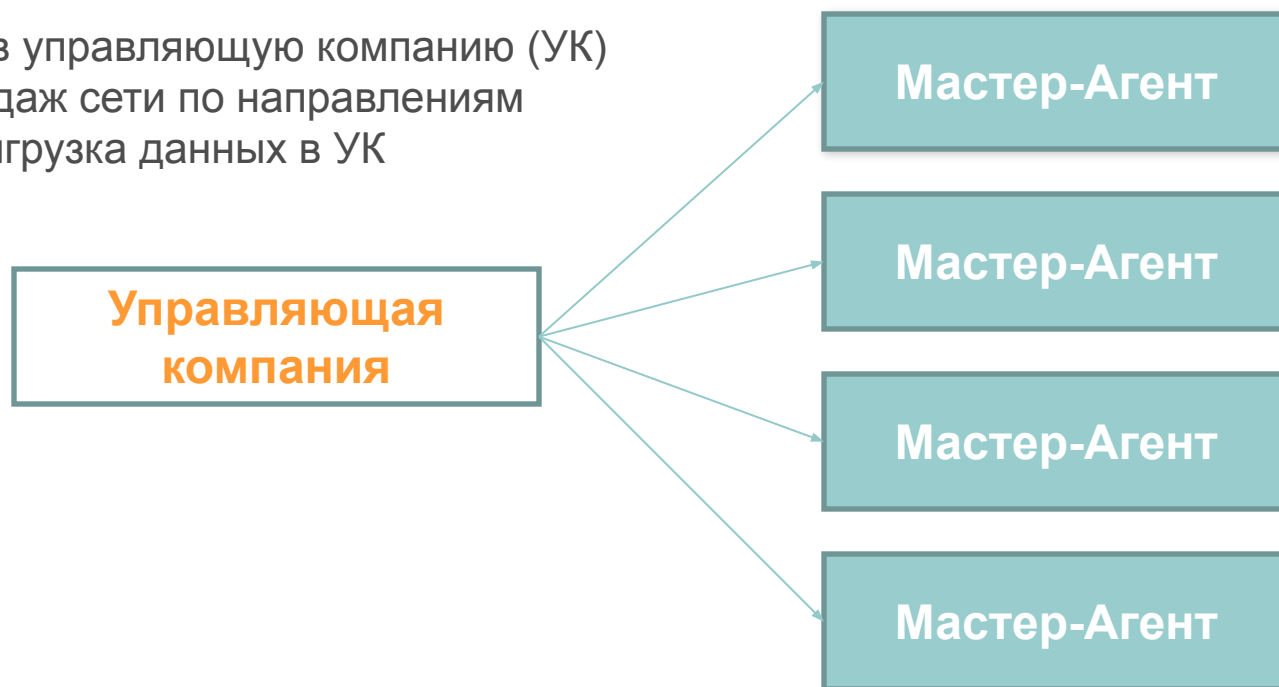 в управляющую компанию (УК)
даж сети по направлениям
грузка данных в УК
Мастер-Агент
Мастер-Агент
Управляющая
компания
Мастер-Агент
Мастер-Агент